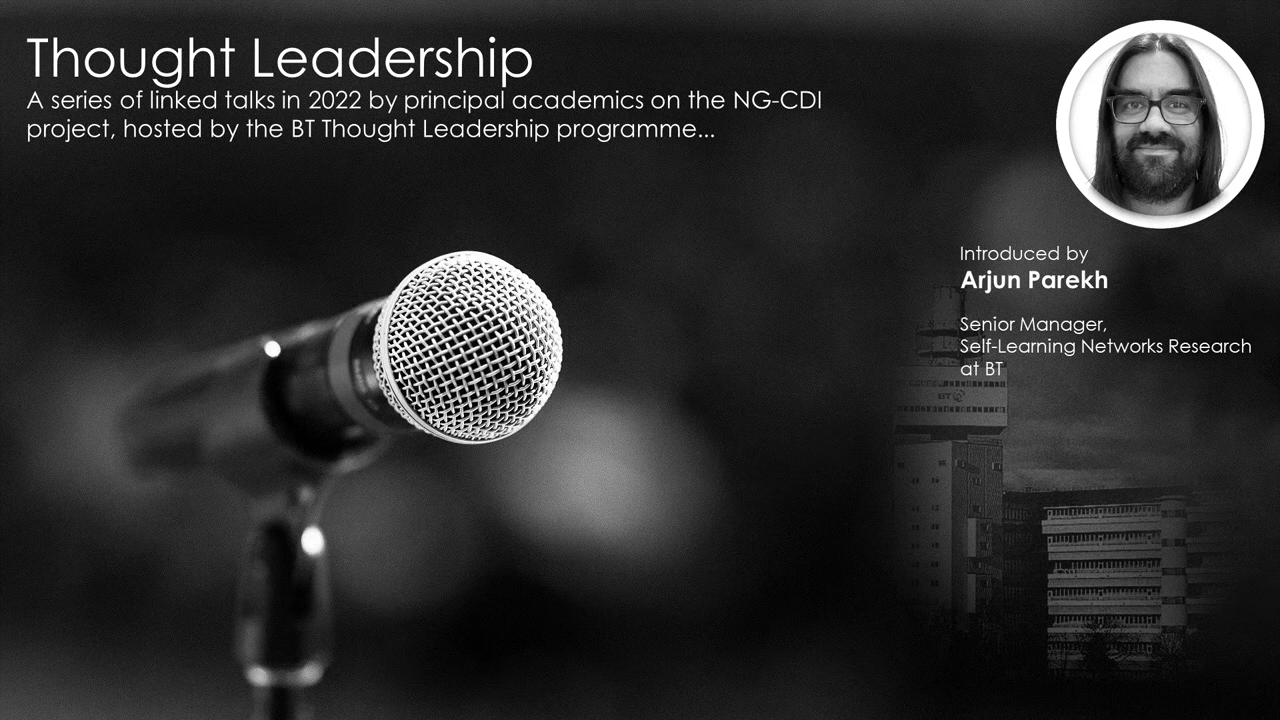 Thought Leadership
A series of linked talks in 2022 by principal academics on the NG-CDI
project, hosted by the BT Thought Leadership programme...
Introduced by
Arjun Parekh
Senior Manager,
Self-Learning Networks Research
at BT
BT